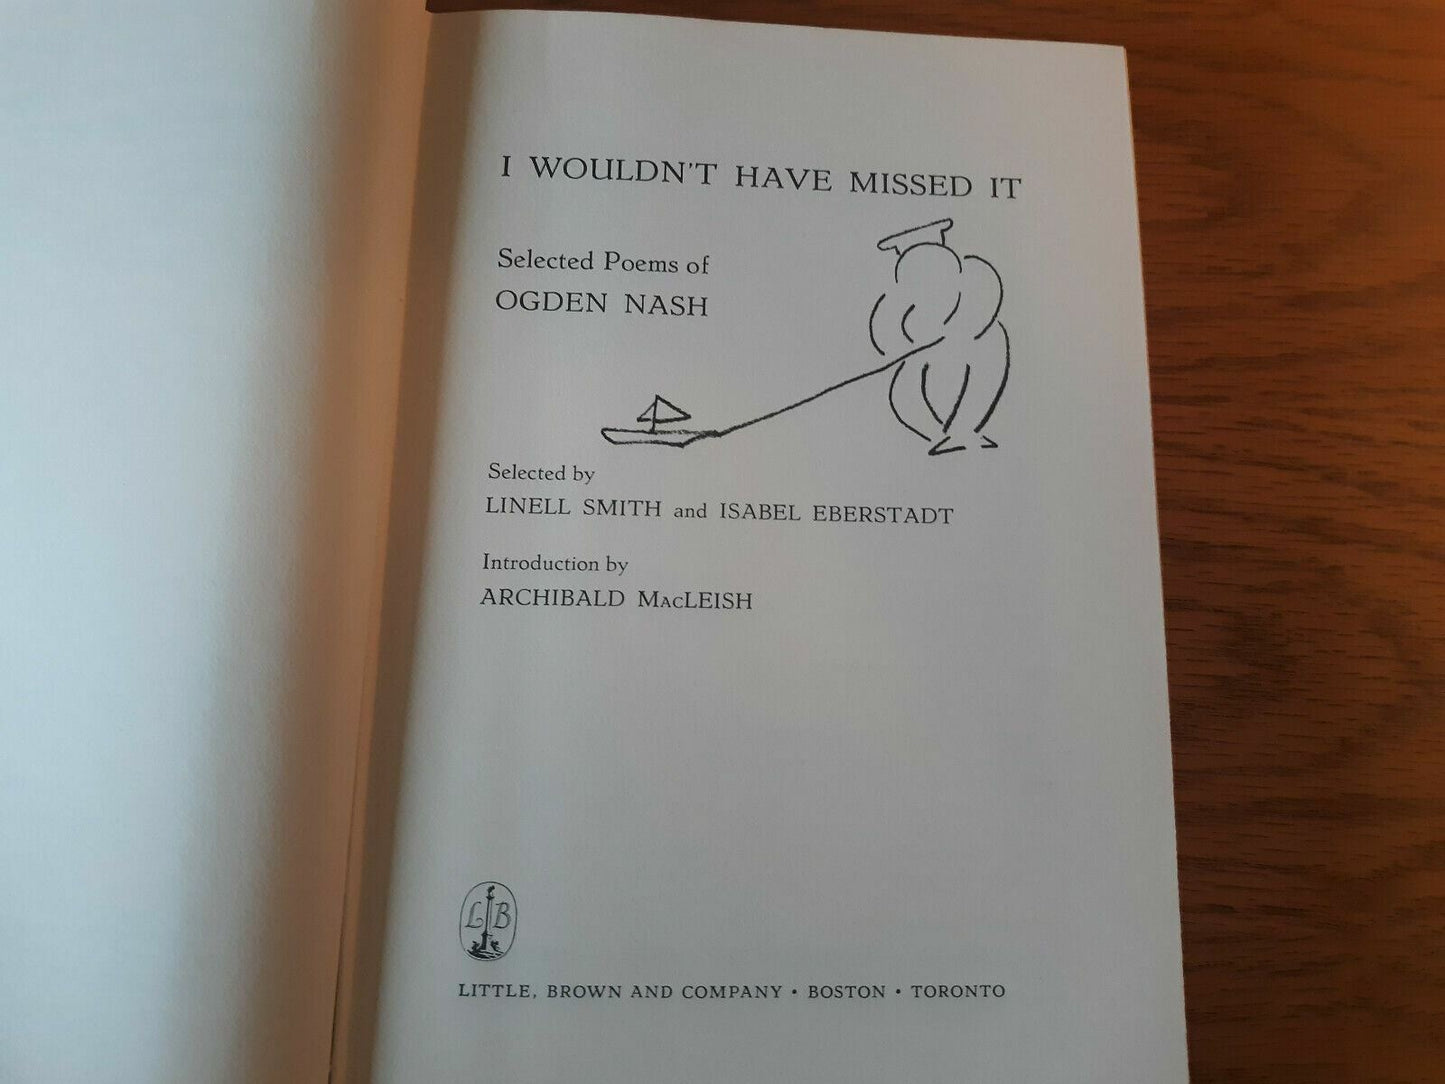 I WOULDN'T HAVE MISSED IT
Selected Poems of
OGDEN NASH
Selected by
LINELL SMITH and ISABEL EBERSTADT
Introduction by
ARCHIBALD MacLEISH
L B
LITTLE, BROWN AND COMPANY • BOSTON • TORONTO